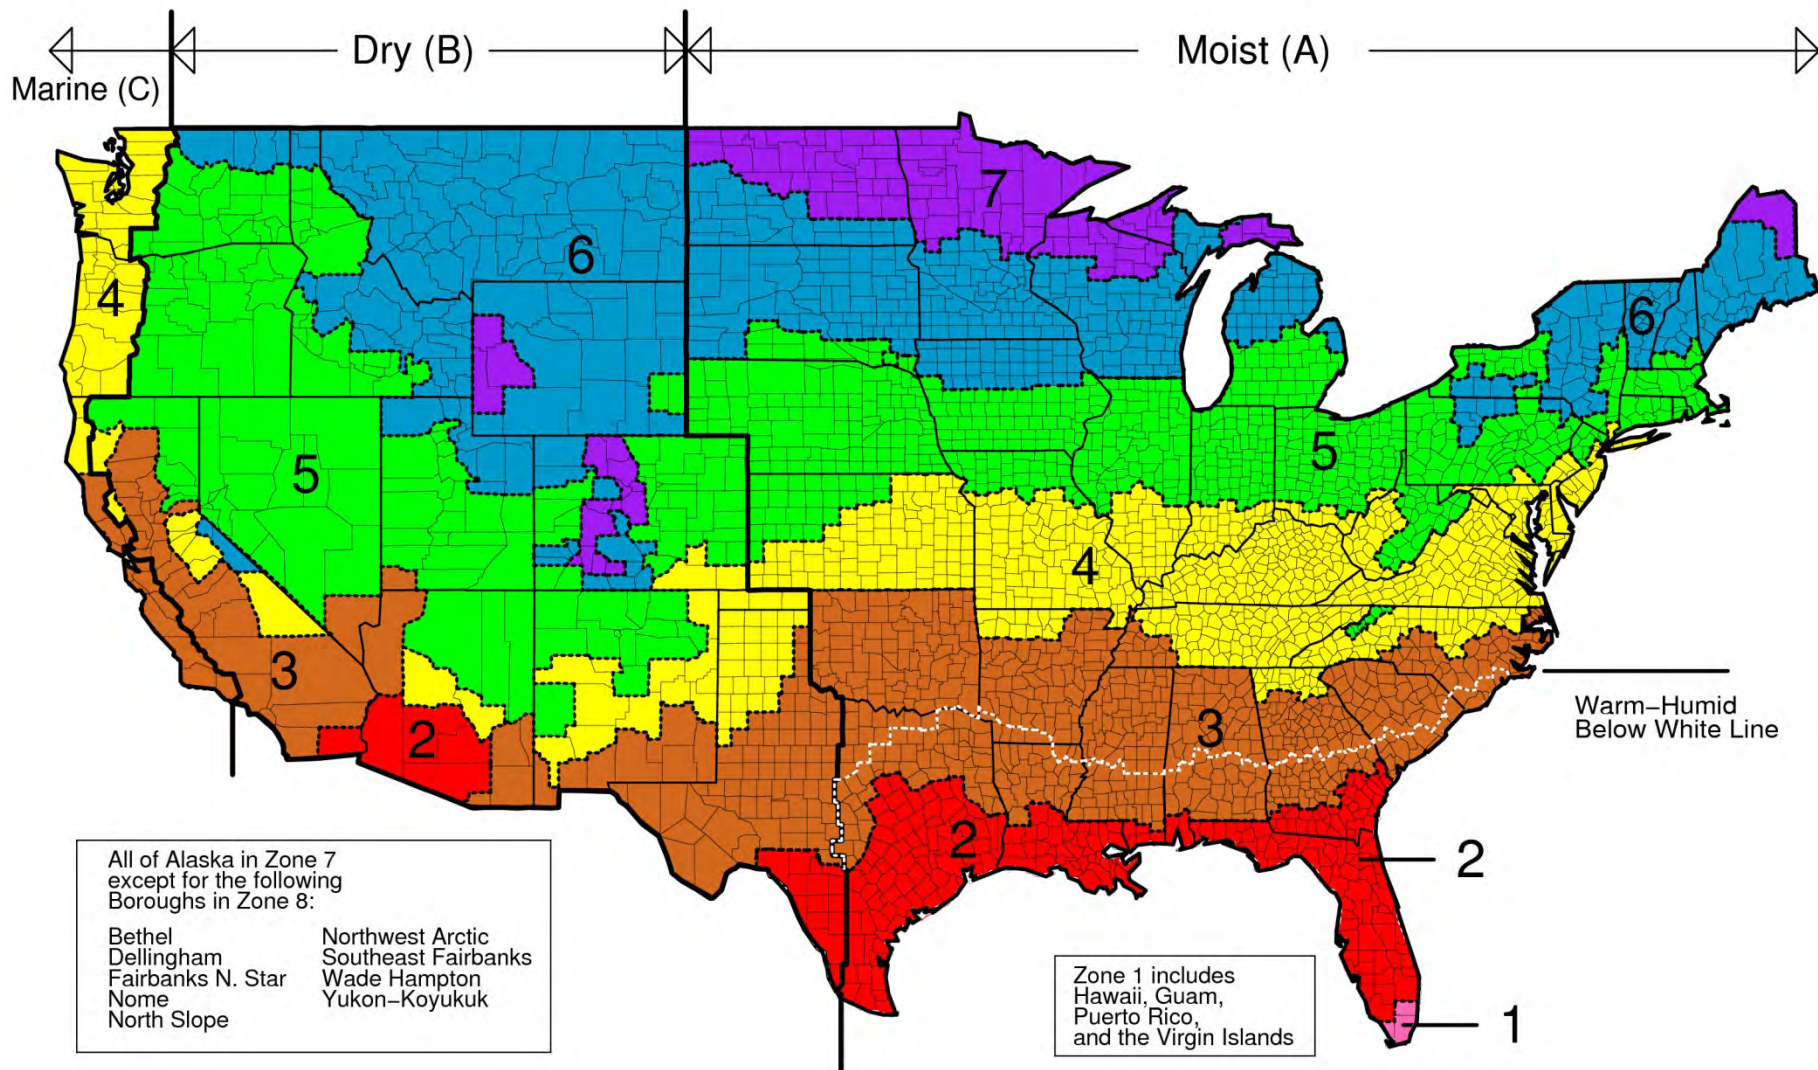 Dry (B)
Moist (A)
Marine (C)
7
6
4
6
5
5
4
3
2
3
Warm–Humid
Below White Line
2
2
All of Alaska in Zone 7
except for the following
Boroughs in Zone 8:
Bethel
Dellingham
Fairbanks N. Star
Nome
North Slope
Northwest Arctic
Southeast Fairbanks
Wade Hampton
Yukon–Koyukuk
Zone 1 includes
Hawaii, Guam,
Puerto Rico,
and the Virgin Islands
1